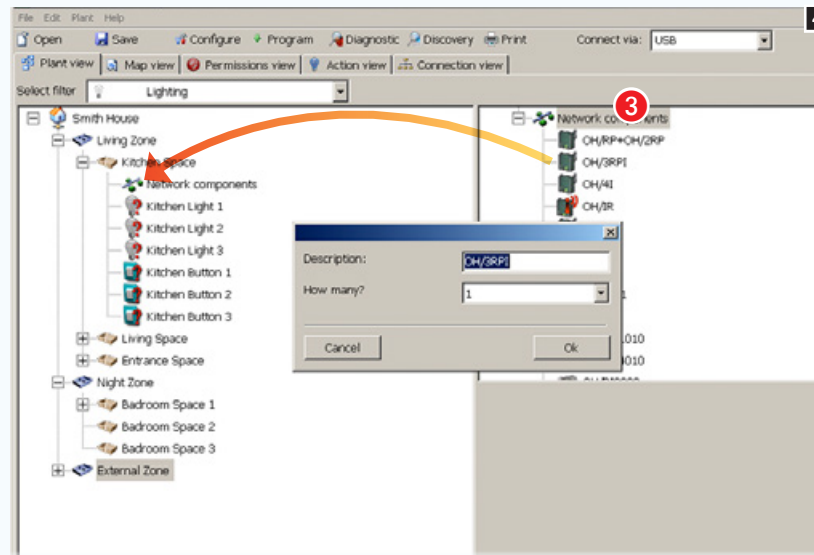 File Edit Plant Help
Open Save Configure Program Diagnostic Discovery Print Connect via: USB
Plant view Map view Permissions view Action view Connection view
Select filter Lighting
3
Smith House
Living Zone
Kitchen Space
Network components
Kitchen Light 1
Kitchen Light 2
Kitchen Light 3
Kitchen Button 1
Kitchen Button 2
Kitchen Button 3
Living Space
Entrance Space
Night Zone
Badroom Space 1
Badroom Space 2
Badroom Space 3
External Zone
Network components
OH/RP+OH/2RP
OH/3RPI
OH/4I
OH/IR
1
1010
0010
Description: OH/3RPI
How many? 1
Cancel Ok